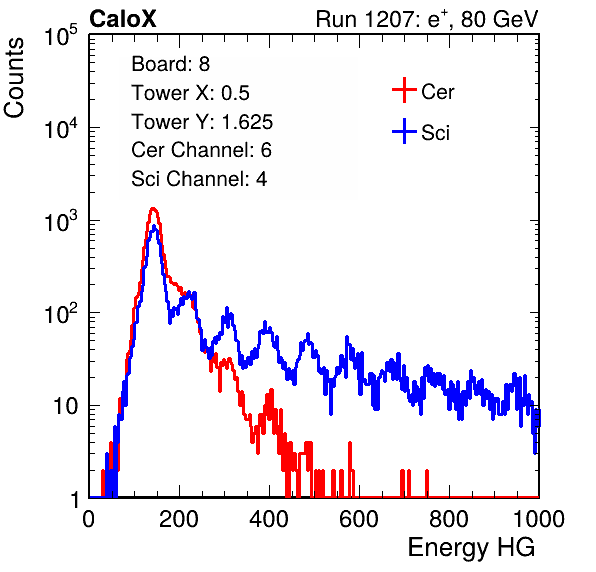 CaloX Run 1207: e⁺, 80 GeV
Counts
10⁵
10⁴
10³
10²
10
1
Board: 8
Tower X: 0.5
Tower Y: 1.625
Cer Channel: 6
Sci Channel: 4
Cer
Sci
0 200 400 600 800 1000
Energy HG